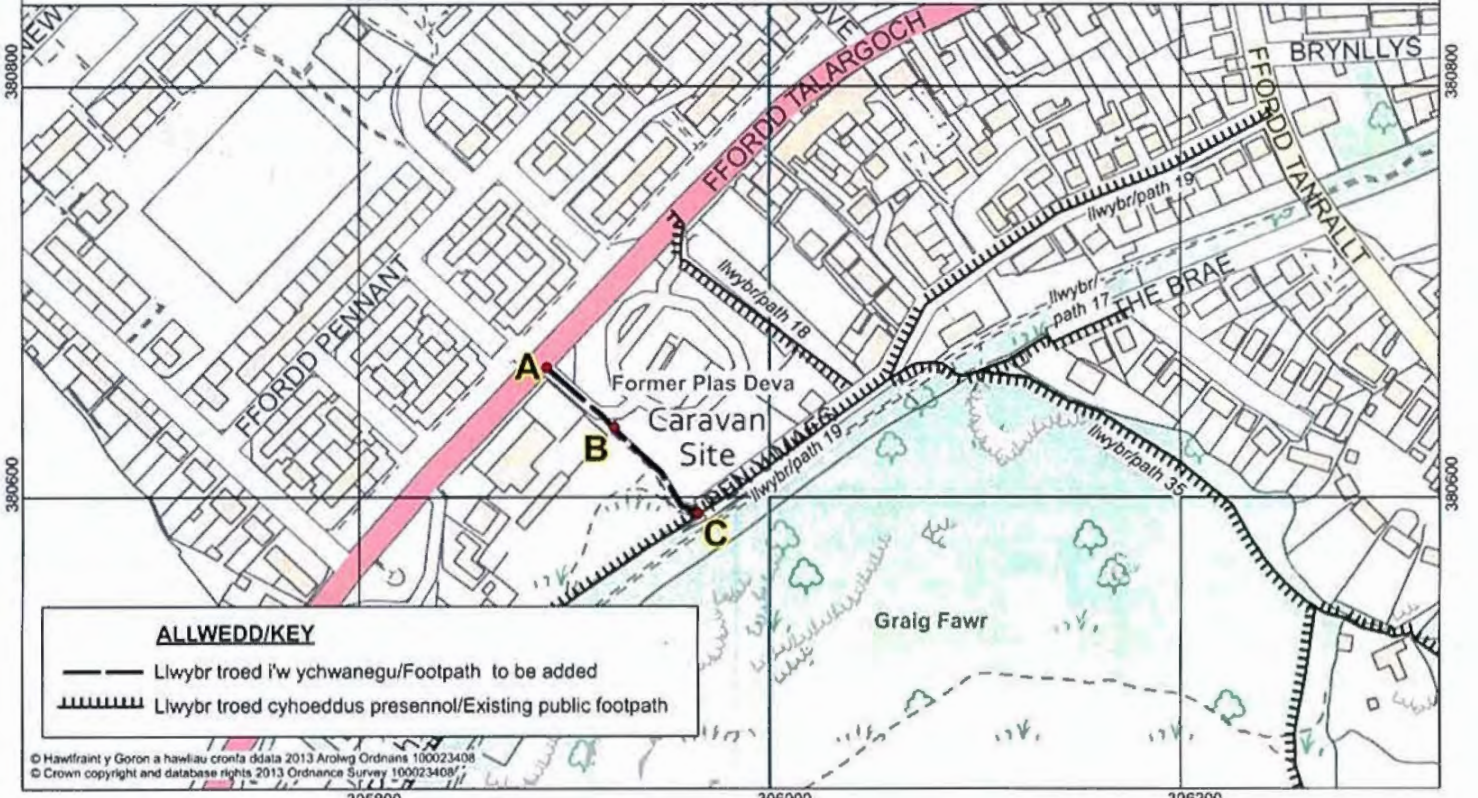 NEW
OVE
FFORDD TALARGOCH
BRYNLLYS
FFORDD TANRALLT
380800
380800
llwybr/path 19
llwybr/path 18
llwybr/
path 17
THE BRAE
FFORDD PENNANT
A
Former Plas Deva
Caravan
Site
B
llwybr/path 19
llwybr/path 35
380600
380600
C
Graig Fawr
ALLWEDD/KEY
Llwybr troed i'w ychwanegu/Footpath to be added
Llwybr troed cyhoeddus presennol/Existing public footpath
© Hawlfraint y Goron a hawliau cronfa ddata 2013 Arolwg Ordnans 100023408
© Crown copyright and database rights 2013 Ordnance Survey 100023408